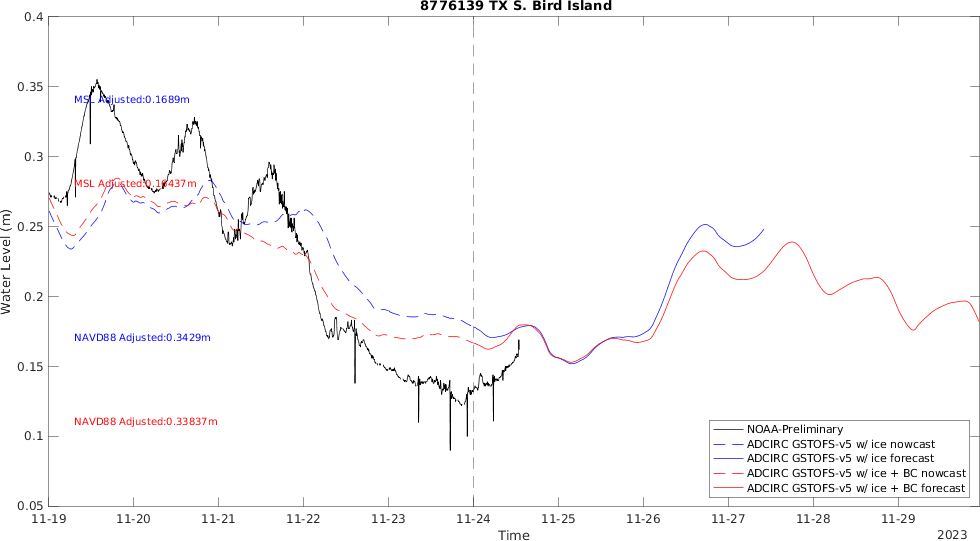 8776139 TX S. Bird Island
0.4
0.35
MSL Adjusted:0.1689m
0.3
MSL Adjusted:0.16437m
0.25
Water Level (m)
0.2
NAVD88 Adjusted:0.3429m
0.15
NAVD88 Adjusted:0.33837m
0.1
0.05
NOAA-Preliminary
ADCIRC GSTOFS-v5 w/ ice nowcast
ADCIRC GSTOFS-v5 w/ ice forecast
ADCIRC GSTOFS-v5 w/ ice + BC nowcast
ADCIRC GSTOFS-v5 w/ ice + BC forecast
11-19 11-20 11-21 11-22 11-23 11-24 11-25 11-26 11-27 11-28 11-29
Time
2023